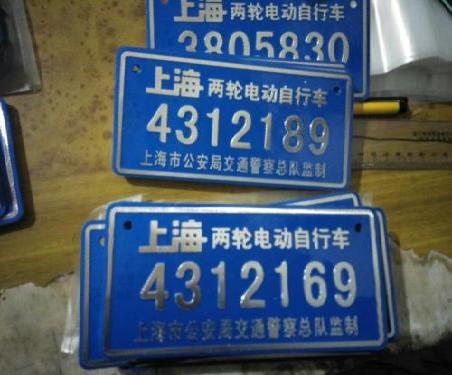 上海 两轮电动自行车
3805830
上海 两轮电动自行车
4312189
上海市公安局交通警察总队监制
上海 两轮电动自行车
4312169
上海市公安局交通警察总队监制